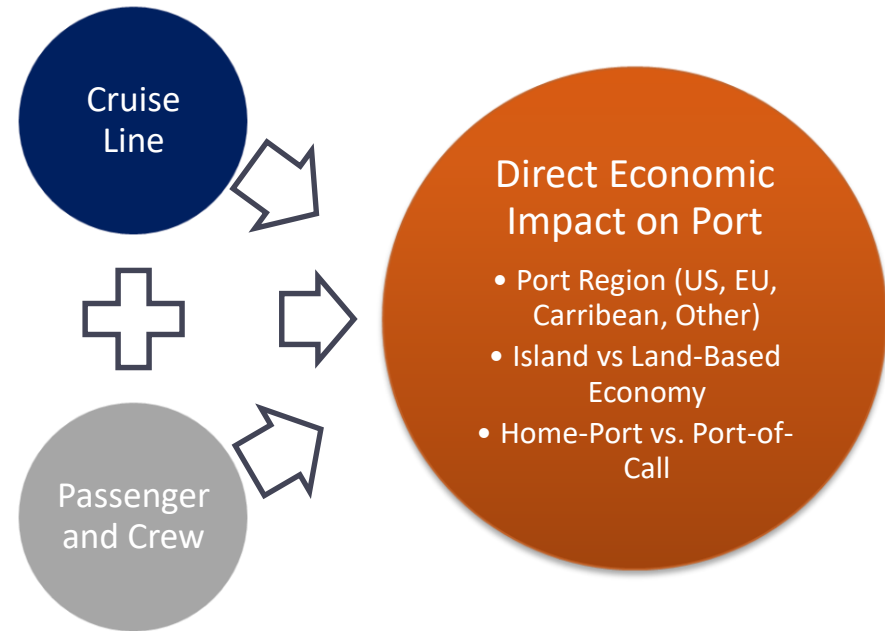 Cruise
Line
Passenger
and Crew
Direct Economic
Impact on Port
• Port Region (US, EU,
Carribean, Other)
• Island vs Land-Based
Economy
• Home-Port vs. Port-of-
Call